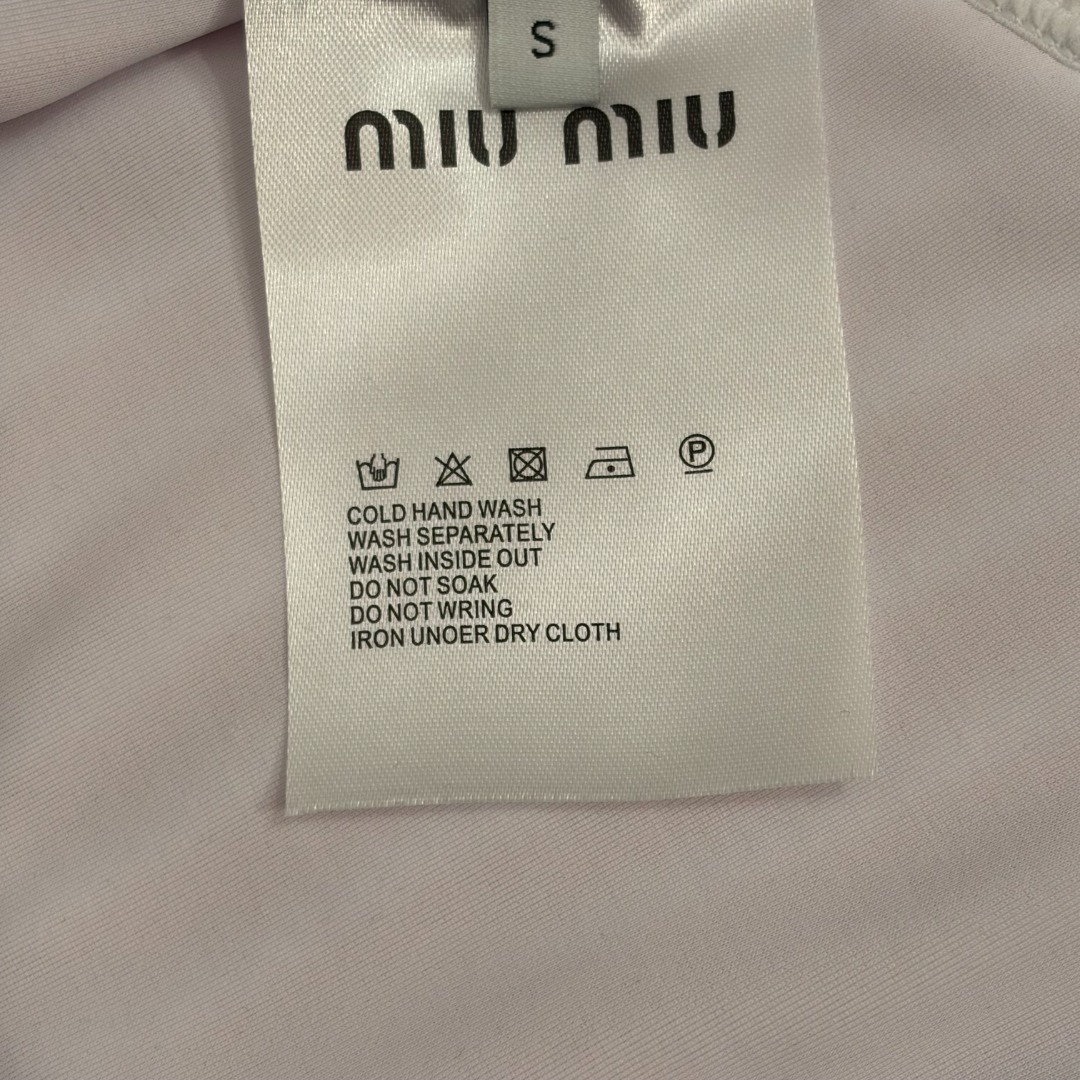 S
miu miu
P
COLD HAND WASH
WASH SEPARATELY
WASH INSIDE OUT
DO NOT SOAK
DO NOT WRING
IRON UNOER DRY CLOTH